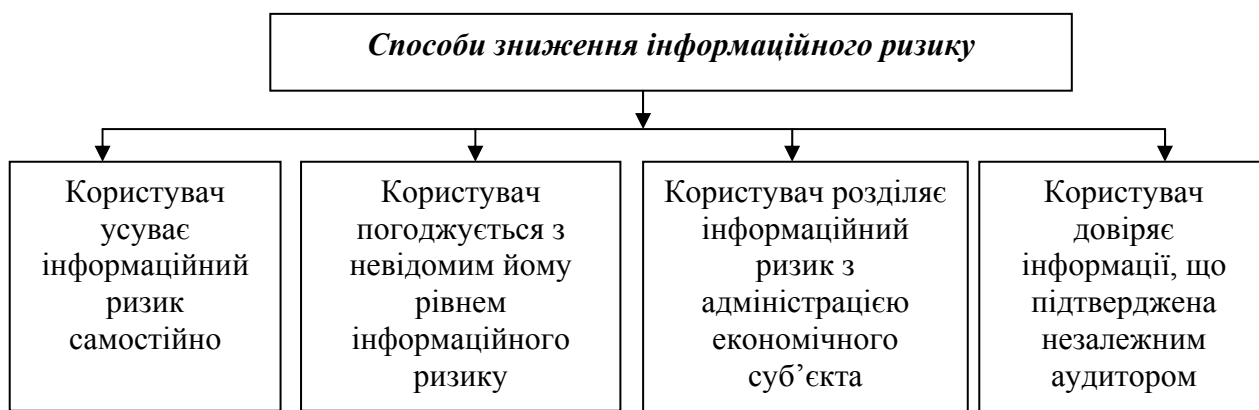 Способи зниження інформаційного ризику
Користувач
усуває
інформаційний
ризик
самостійно
Користувач
погоджується з
невідомим йому
рівнем
інформаційного
ризику
Користувач розділяє
інформаційний
ризик з
адміністрацією
економічного
суб’єкта
Користувач
довіряє
інформації, що
підтверджена
незалежним
аудитором